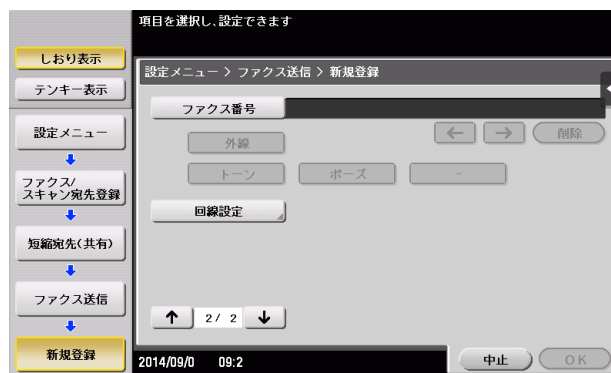 項目を選択し、設定できます
しおり表示
テンキー表示
設定メニュー
ファクス/
スキャン宛先登録
短縮宛先(共有)
ファクス送信
新規登録
設定メニュー > ファクス送信 > 新規登録
ファクス番号
外線
← → 削除
トーン ポーズ -
回線設定
↑ 2/ 2 ↓
2014/09/0 09:2
中止 OK